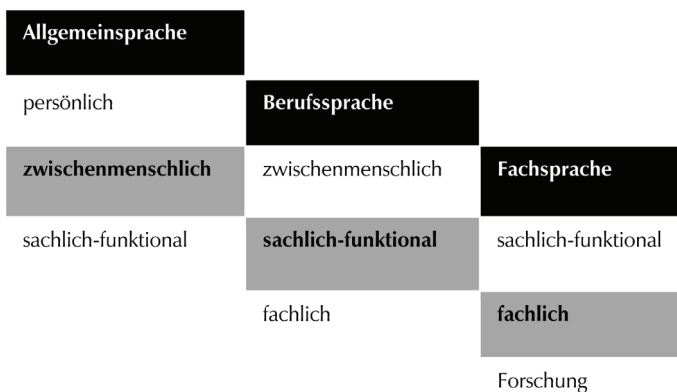 Allgemeinsprache
persönlich
Berufssprache
zwischenmenschlich
zwischenmenschlich
Fachsprache
sachlich-funktional
sachlich-funktional
sachlich-funktional
fachlich
fachlich
Forschung